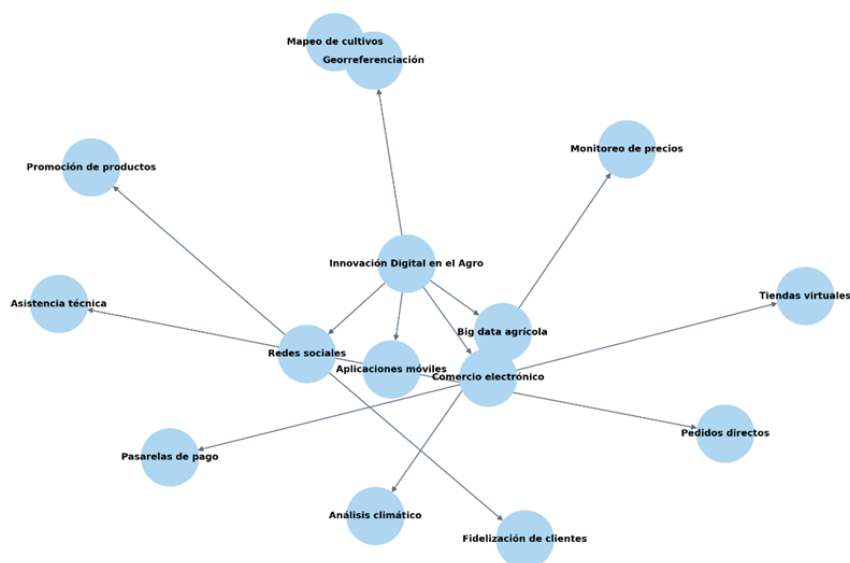 Mapeo de cultivos
Georreferenciación
Monitoreo de precios
Promoción de productos
Innovación Digital en el Agro
Asistencia técnica
Tiendas virtuales
Big data agrícola
Redes sociales
Aplicaciones móviles
Comercio electrónico
Pedidos directos
Pasarelas de pago
Análisis climático
Fidelización de clientes